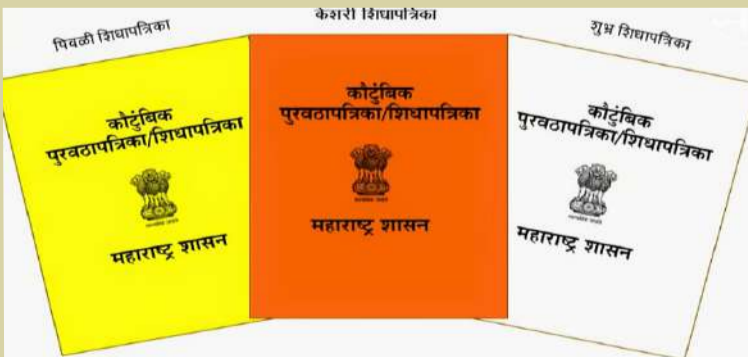 पिवळी शिधापत्रिका
केशरी शिधापत्रिका
शुभ्र शिधापत्रिका
कौटुंबिक
पुरवठापत्रिका/शिधापत्रिका
महाराष्ट्र शासन
कौटुंबिक
पुरवठापत्रिका/शिधापत्रिका
महाराष्ट्र शासन
कौटुंबिक
पुरवठापत्रिका/शिधापत्रिका
महाराष्ट्र शासन